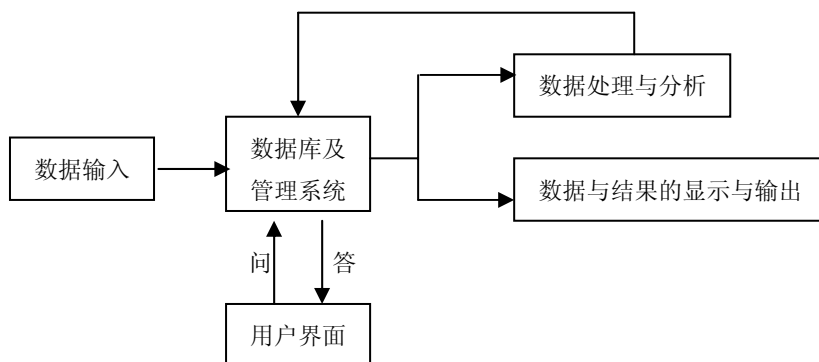 数据处理与分析
数据输入
数据库及
管理系统
数据与结果的显示与输出
问
答
用户界面